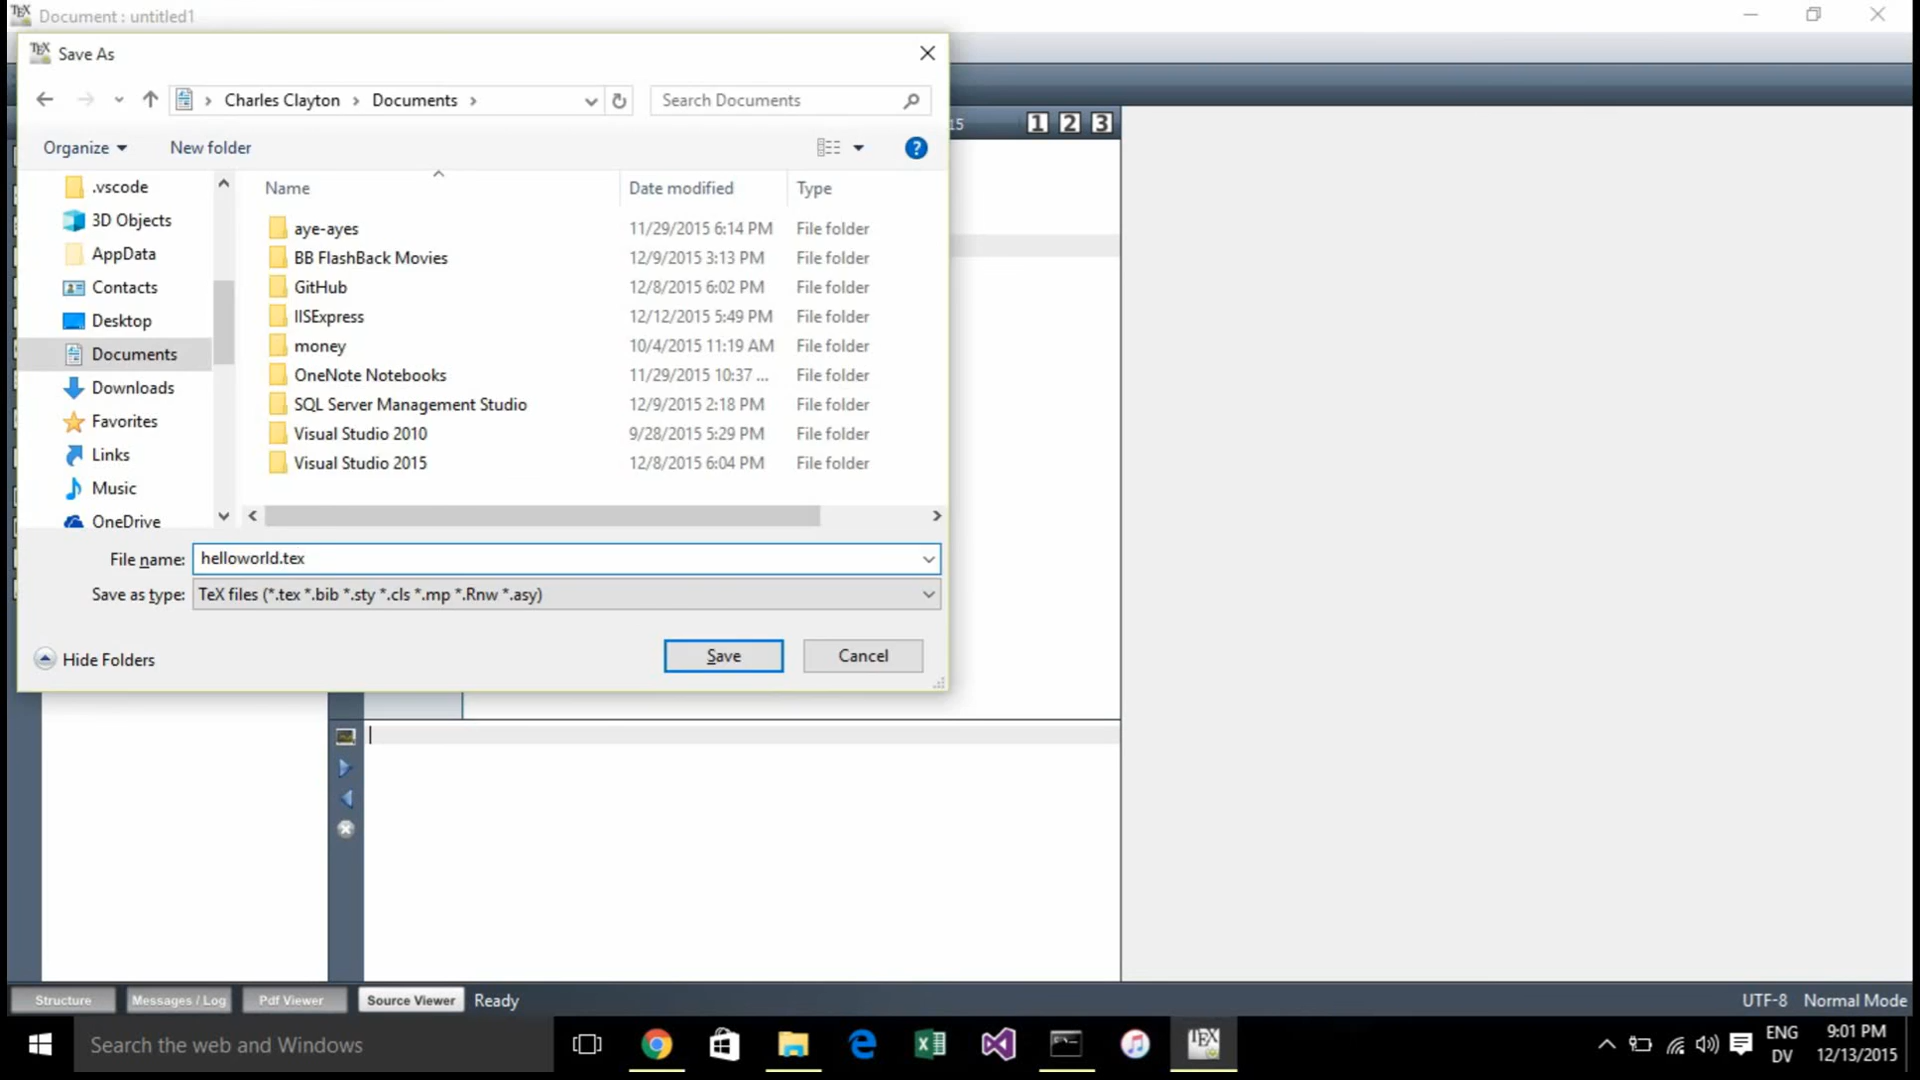 Document : untitled1
Save As
Charles Clayton
Documents
Search Documents
15
1 2 3
Organize
New folder
Name
Date modified
Type
.vscode
3D Objects
AppData
Contacts
Desktop
Documents
Downloads
Favorites
Links
Music
OneDrive
aye-ayes 11/29/2015 6:14 PM File folder
BB FlashBack Movies 12/9/2015 3:13 PM File folder
GitHub 12/8/2015 6:02 PM File folder
IISExpress 12/12/2015 5:49 PM File folder
money 10/4/2015 11:19 AM File folder
OneNote Notebooks 11/29/2015 10:37 ... File folder
SQL Server Management Studio 12/9/2015 2:18 PM File folder
Visual Studio 2010 9/28/2015 5:29 PM File folder
Visual Studio 2015 12/8/2015 6:04 PM File folder
File name: helloworld.tex
Save as type: TeX files (*.tex *.bib *.sty *.cls *.mp *.Rnw *.asy)
Hide Folders
Save
Cancel
Structure
Messages / Log
Pdf Viewer
Source Viewer
Ready
UTF-8
Normal Mode
Search the web and Windows
TEX
ENG
DV
9:01 PM
12/13/2015